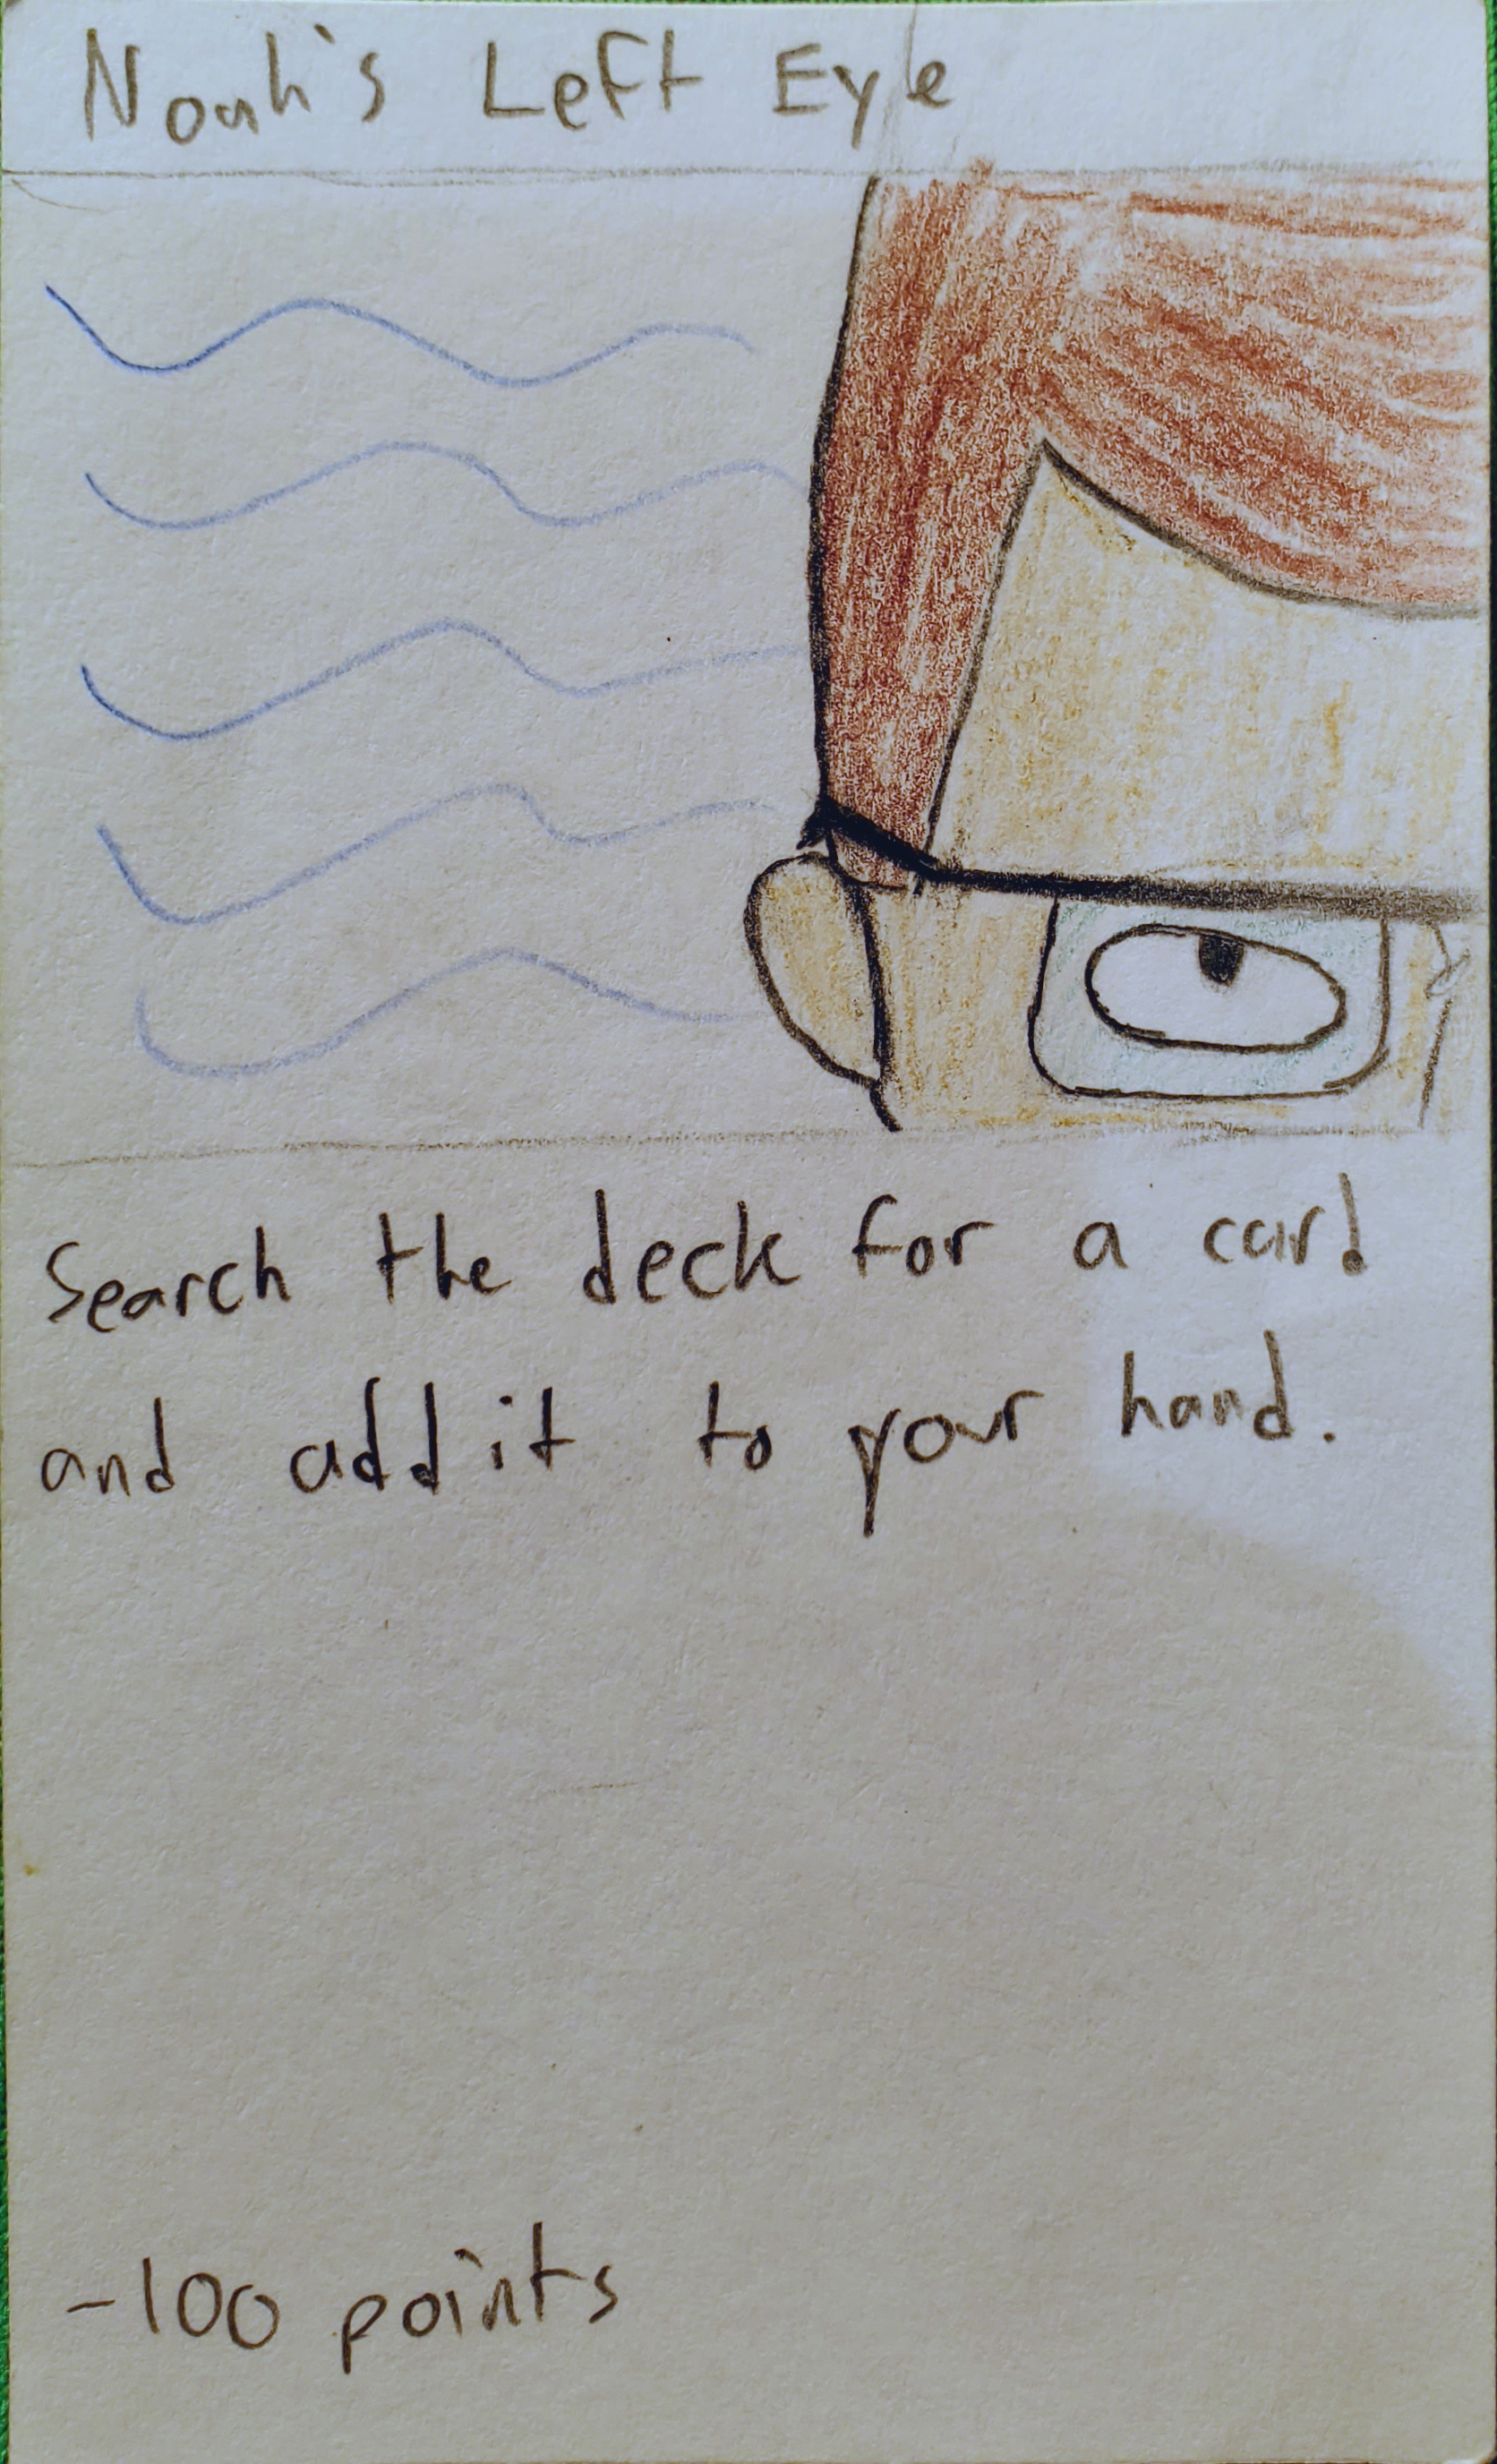 Noah's Left Eye
Search the deck for a card
and add it to your hand.
-100 points